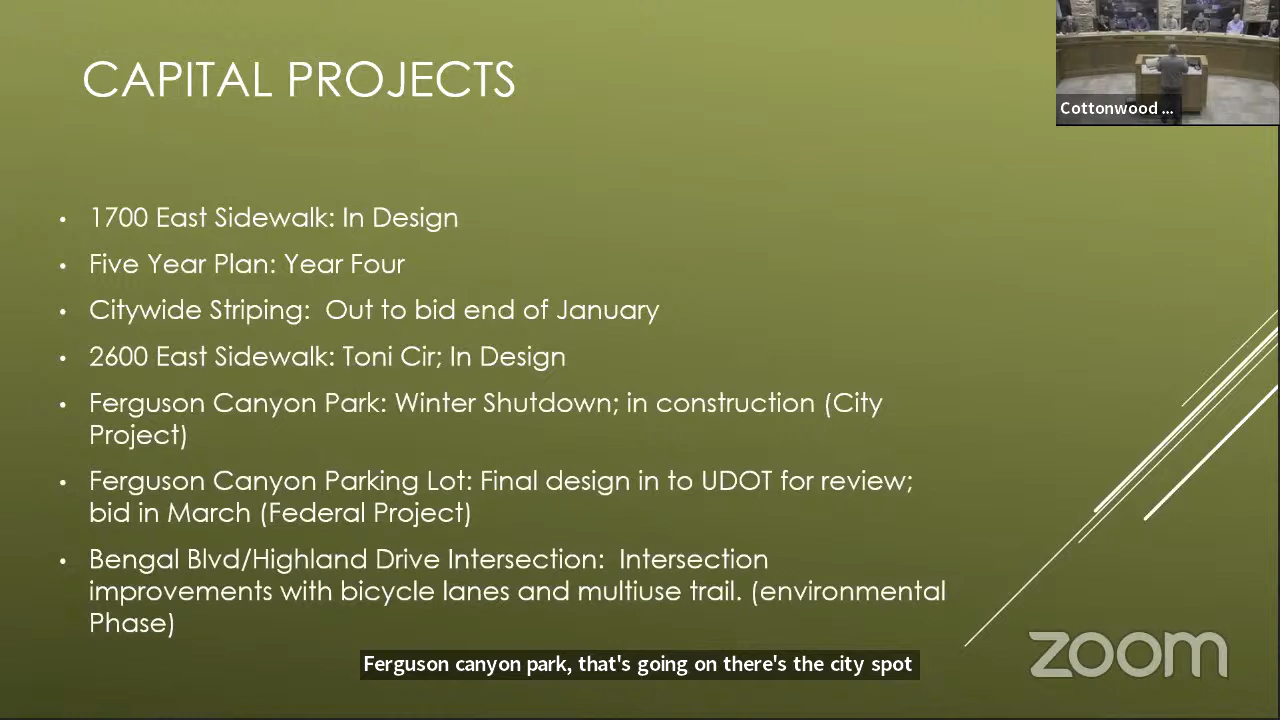 CAPITAL PROJECTS
Cottonwood ...
• 1700 East Sidewalk: In Design
• Five Year Plan: Year Four
• Citywide Striping:  Out to bid end of January
• 2600 East Sidewalk: Toni Cir; In Design
• Ferguson Canyon Park: Winter Shutdown; in construction (City
Project)
• Ferguson Canyon Parking Lot: Final design in to UDOT for review;
bid in March (Federal Project)
• Bengal Blvd/Highland Drive Intersection:  Intersection
improvements with bicycle lanes and multiuse trail. (environmental
Phase)
Ferguson canyon park, that's going on there's the city spot
zoom